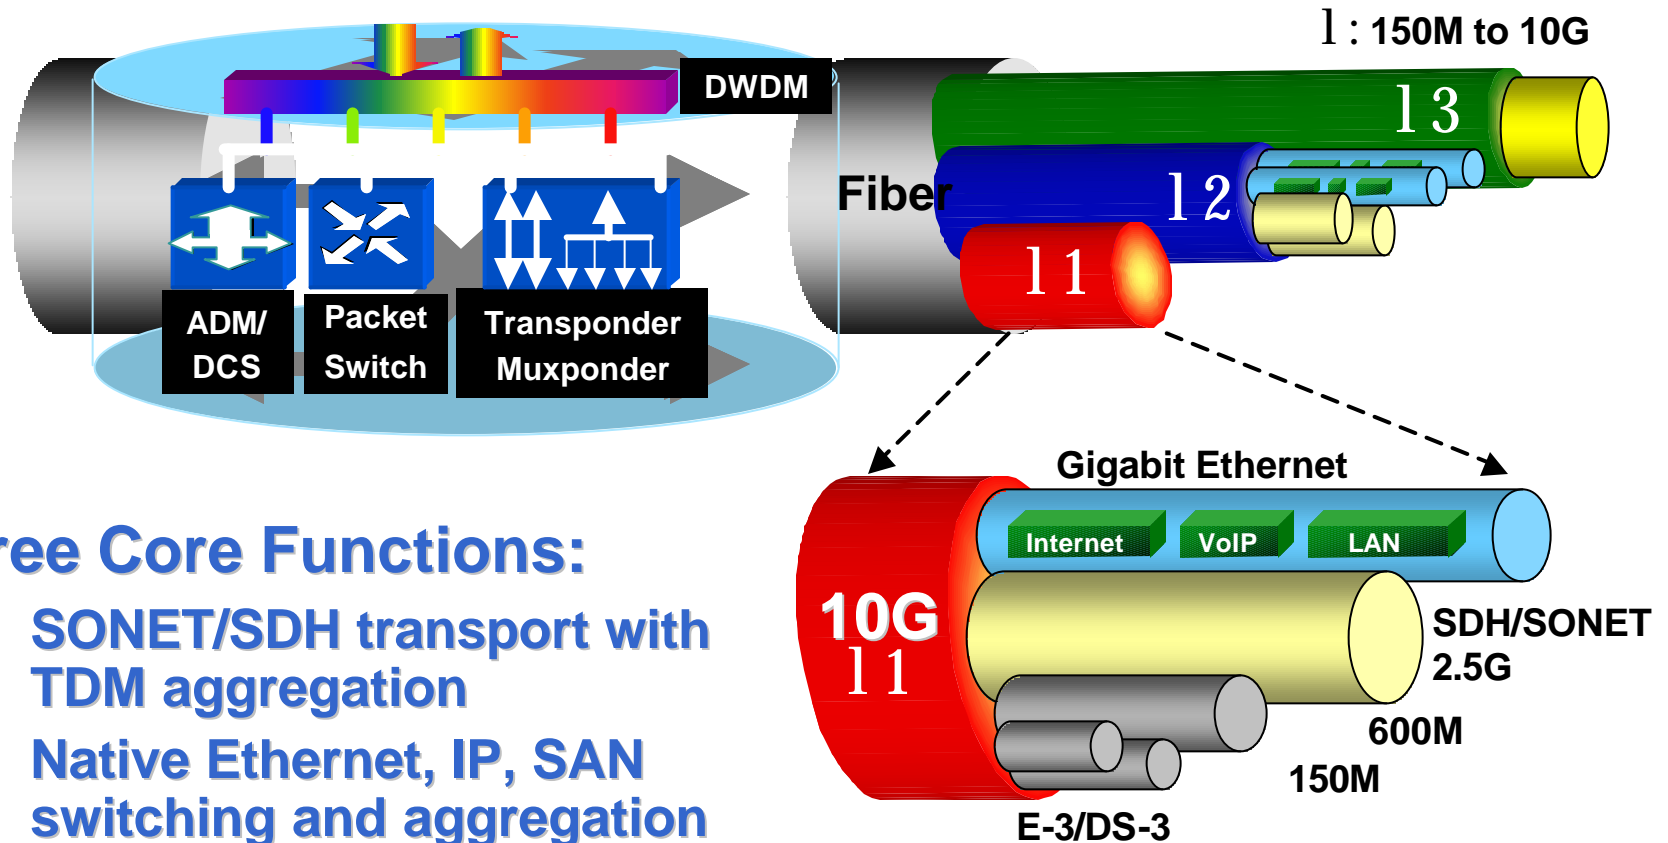 l : 150M to 10G
DWDM
l 3
Fiber
l 2
l 1
ADM/
DCS
Packet
Switch
Transponder
Muxponder
Gigabit Ethernet
Internet
VoIP
LAN
10G
l 1
SDH/SONET
2.5G
600M
150M
E-3/DS-3
ree Core Functions:
SONET/SDH transport with
TDM aggregation
Native Ethernet, IP, SAN
switching and aggregation